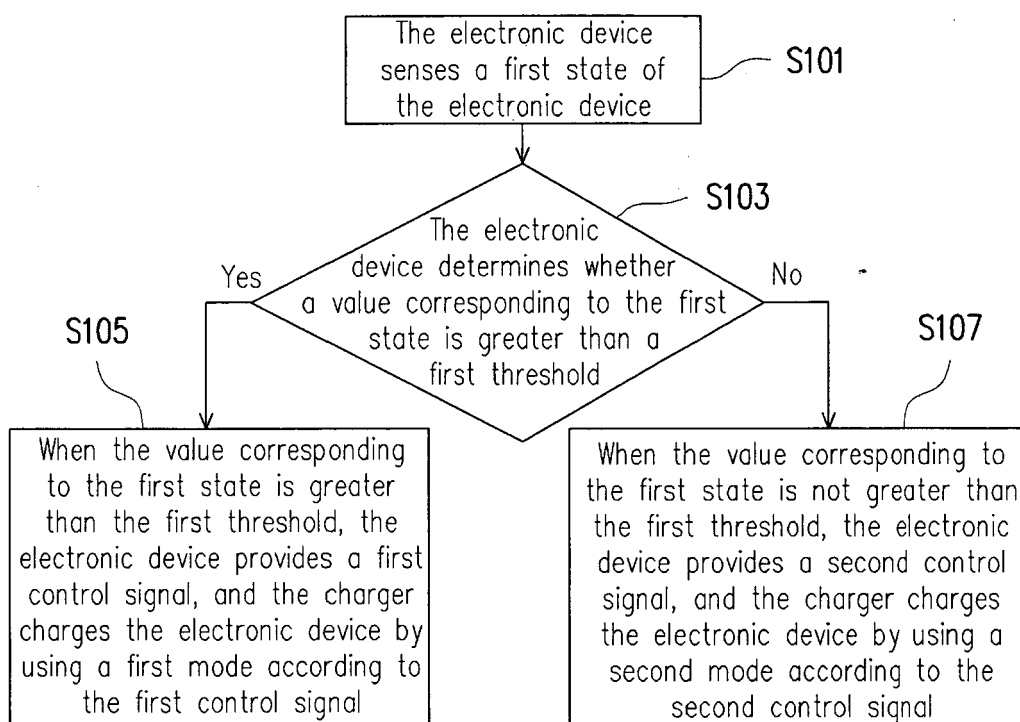 The electronic device
senses a first state of
the electronic device
S101
S103
The electronic
device determines whether
a value corresponding to the first
state is greater than a
first threshold
Yes
No
S105
S107
When the value corresponding
to the first state is greater
than the first threshold, the
electronic device provides a first
control signal, and the charger
charges the electronic device by
using a first mode according to
the first control signal
When the value corresponding to
the first state is not greater than
the first threshold, the electronic
device provides a second control
signal, and the charger charges
the electronic device by using a
second mode according to the
second control signal